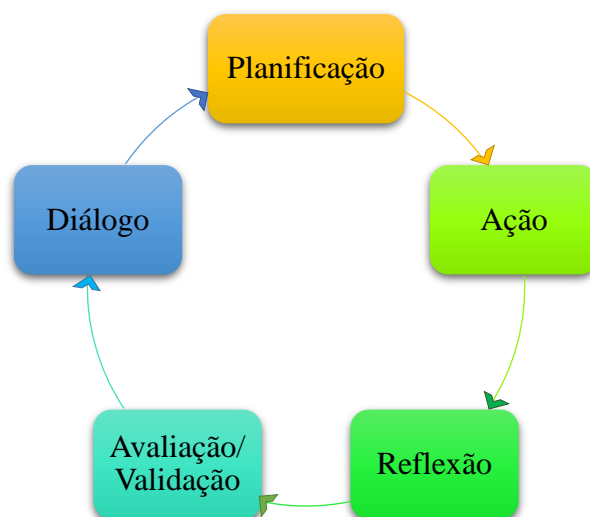 Planificação
Ação
Reflexão
Avaliação/
Validação
Diálogo